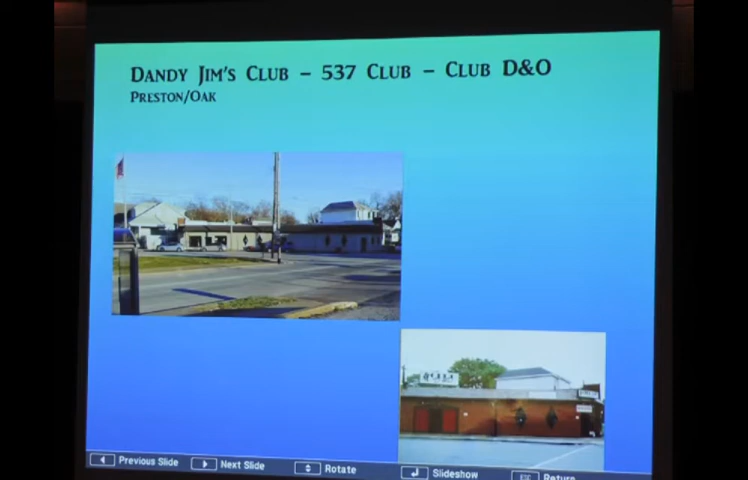 Dandy Jim's Club – 537 Club – Club D&O
Preston/Oak
Previous Slide Next Slide Rotate Slideshow ESC Return